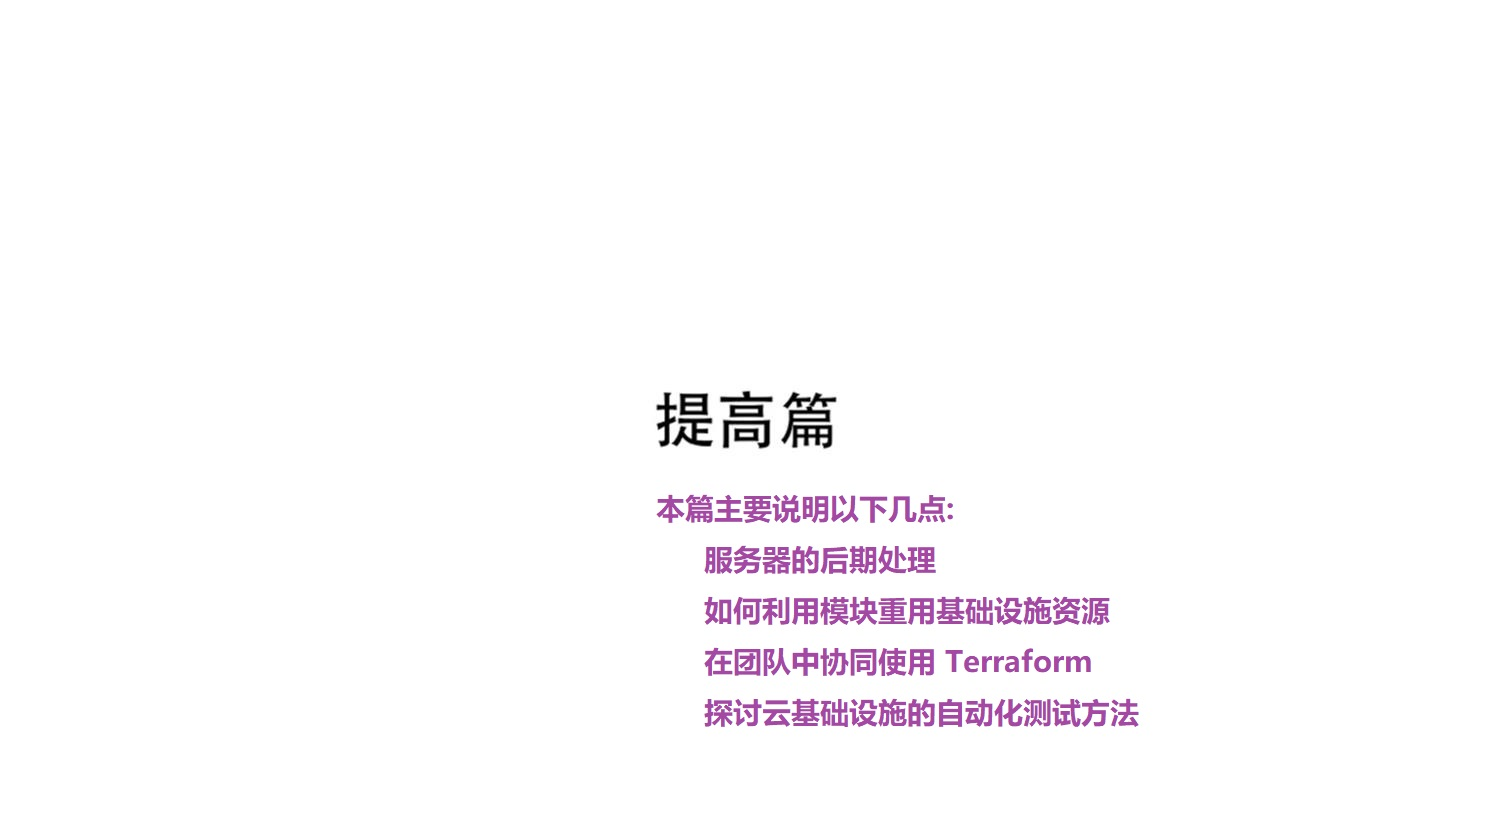 提高篇
本篇主要说明以下几点:
服务器的后期处理
如何利用模块重用基础设施资源
在团队中协同使用 Terraform
探讨云基础设施的自动化测试方法